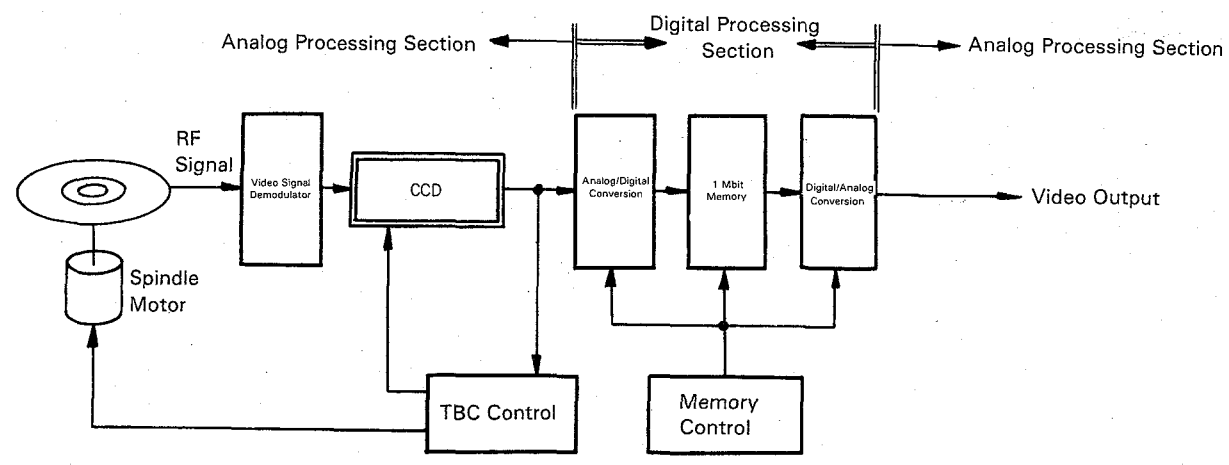 Digital Processing
Section
Analog Processing Section
Analog Processing Section
RF
Signal
Video Signal
Demodulator
CCD
Analog/Digital
Conversion
1 Mbit
Memory
Digital/Analog
Conversion
Video Output
Spindle
Motor
TBC Control
Memory
Control